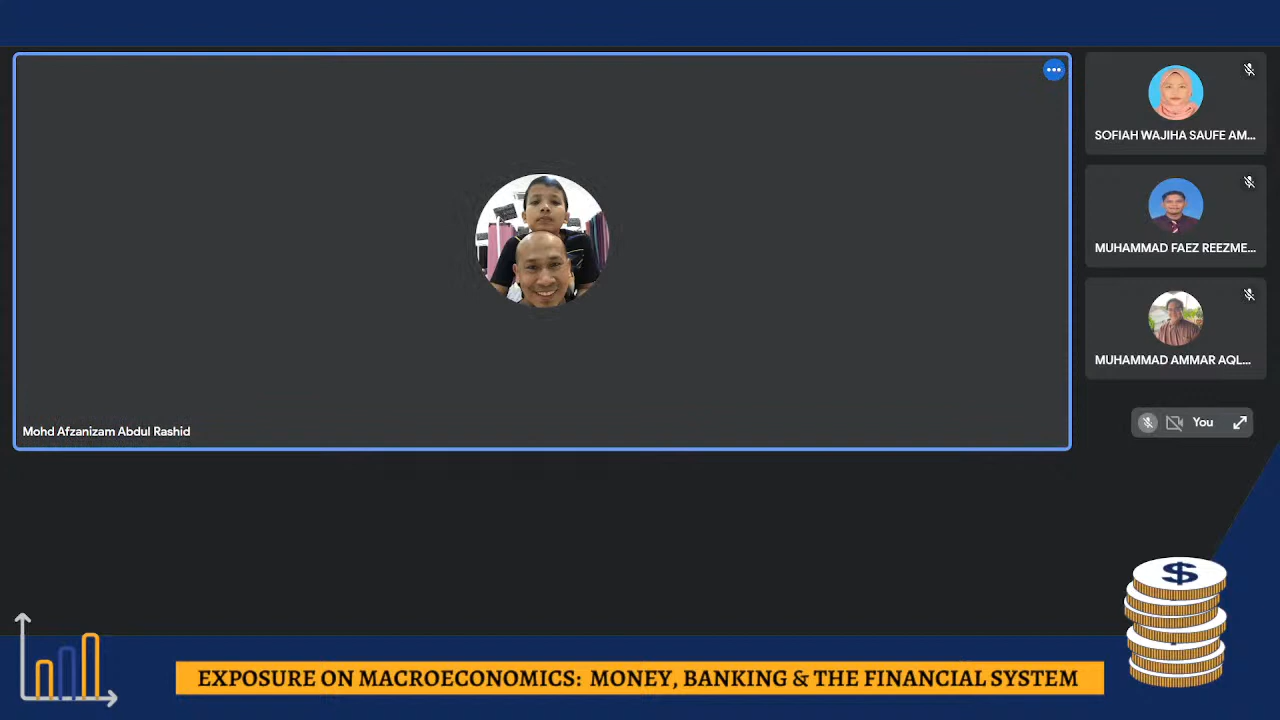 SOFIAH WAJIHA SAUFE AM...
MUHAMMAD FAEZ REEZME...
MUHAMMAD AMMAR AQL...
You
Mohd Afzanizam Abdul Rashid
$
EXPOSURE ON MACROECONOMICS: MONEY, BANKING & THE FINANCIAL SYSTEM